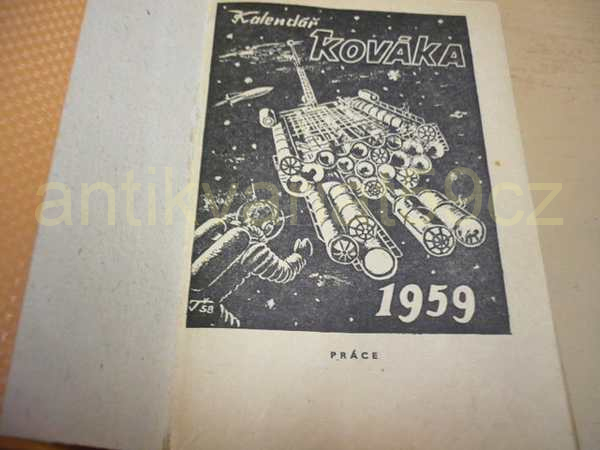 Kalendář
KOVÁKA
1959
PRÁCE